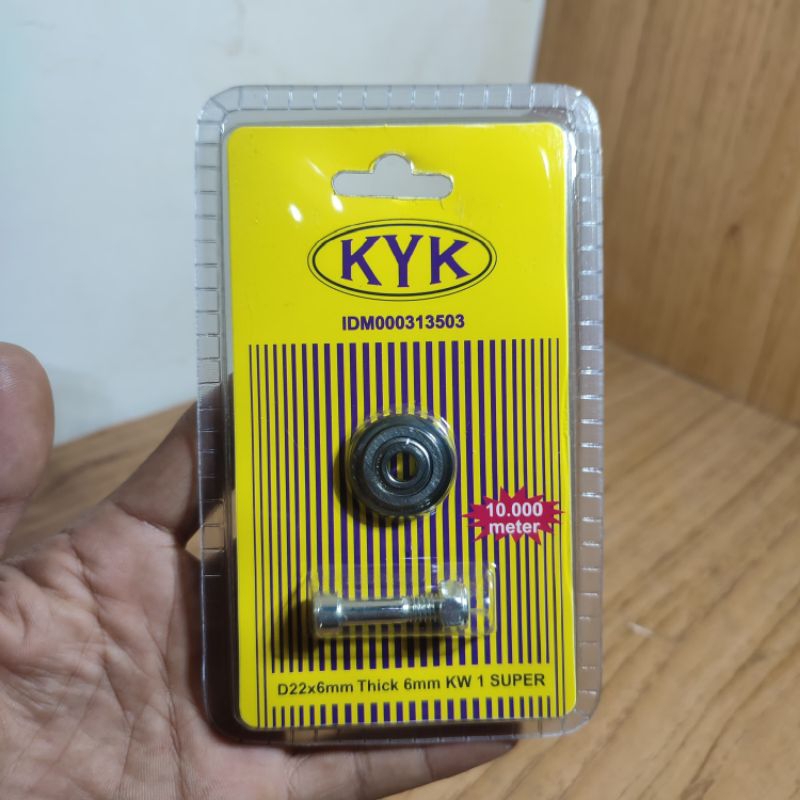 KYK
IDM000313503
10.000
meter
D22x6mm Thick 6mm KW 1 SUPER